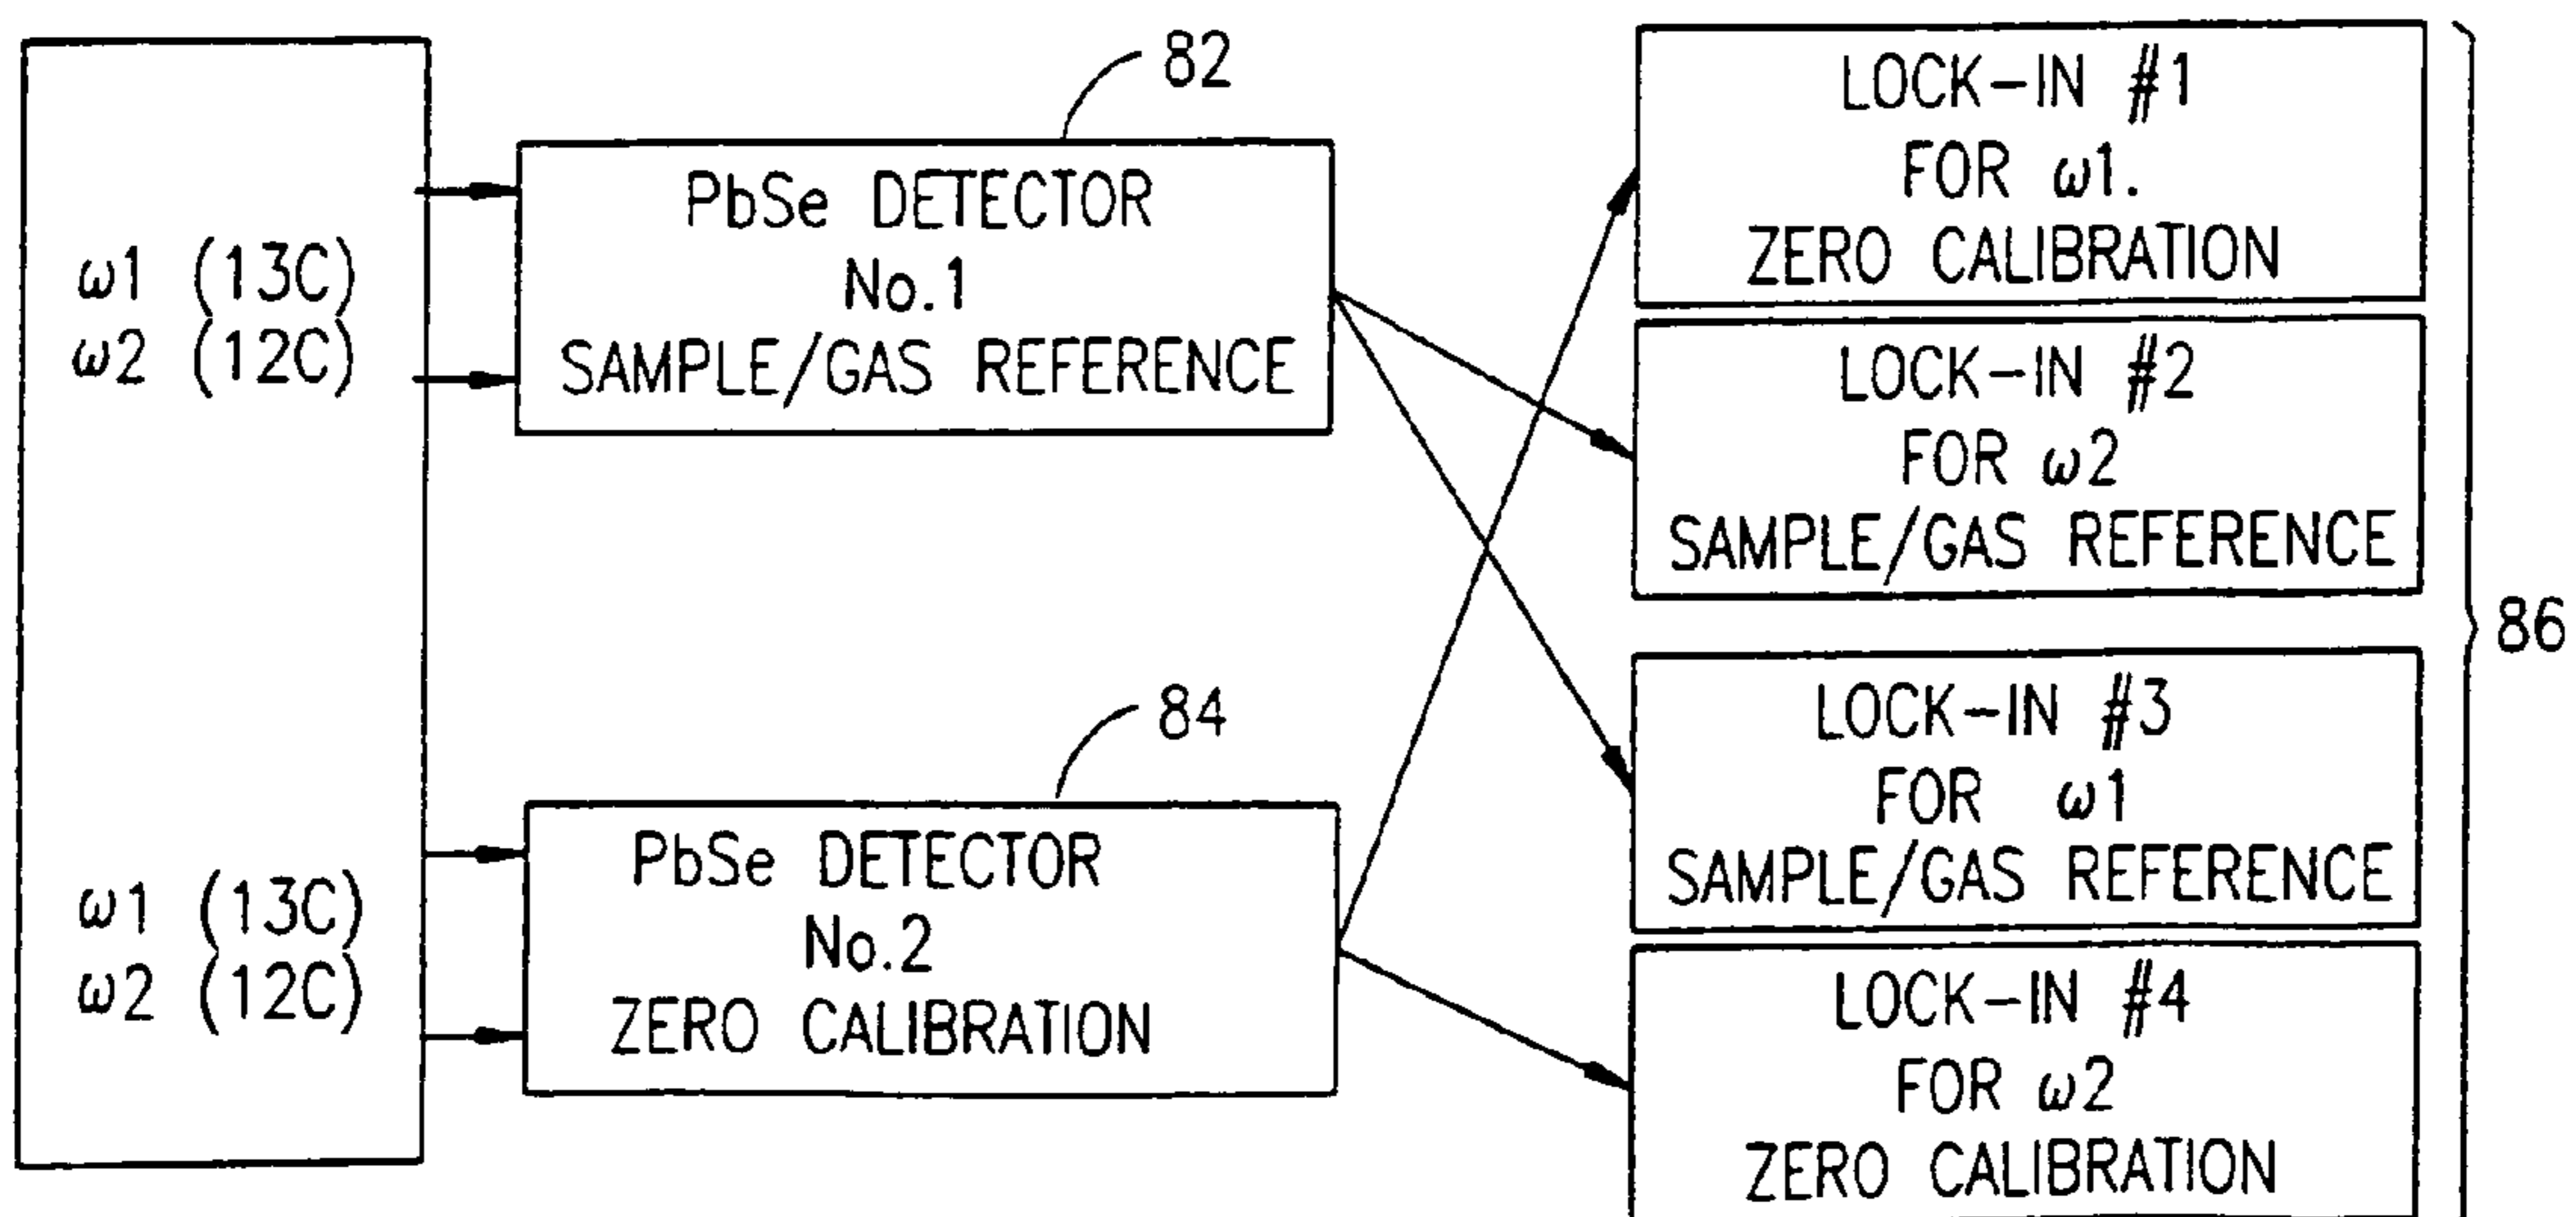 ω1 (13C)
ω2 (12C)
ω1 (13C)
ω2 (12C)
82
PbSe DETECTOR
No.1
SAMPLE/GAS REFERENCE
84
PbSe DETECTOR
No.2
ZERO CALIBRATION
LOCK-IN #1
FOR ω1.
ZERO CALIBRATION
LOCK-IN #2
FOR ω2
SAMPLE/GAS REFERENCE
LOCK-IN #3
FOR ω1
SAMPLE/GAS REFERENCE
LOCK-IN #4
FOR ω2
ZERO CALIBRATION
86